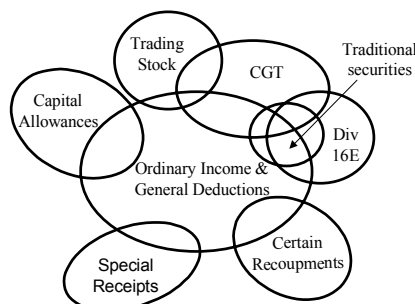 Trading
Stock
CGT
Traditional
securities
Capital
Allowances
Div
16E
Ordinary Income &
General Deductions
Certain
Recoupments
Special
Receipts